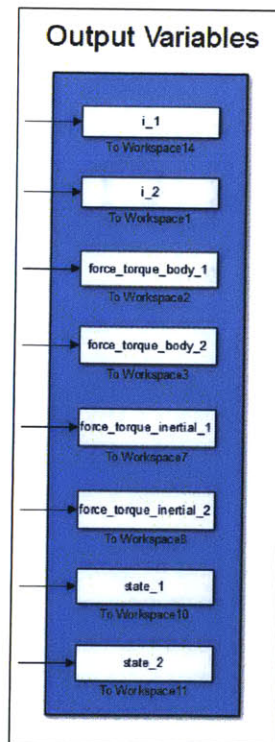 Output Variables
i_1
To Workspace14
i_2
To Workspace1
force_torque_body_1
To Workspace2
force_torque_body_2
To Workspace3
force_torque_inertial_1
To Workspace7
force_torque_inertial_2
To Workspace8
state_1
To Workspace10
state_2
To Workspace11